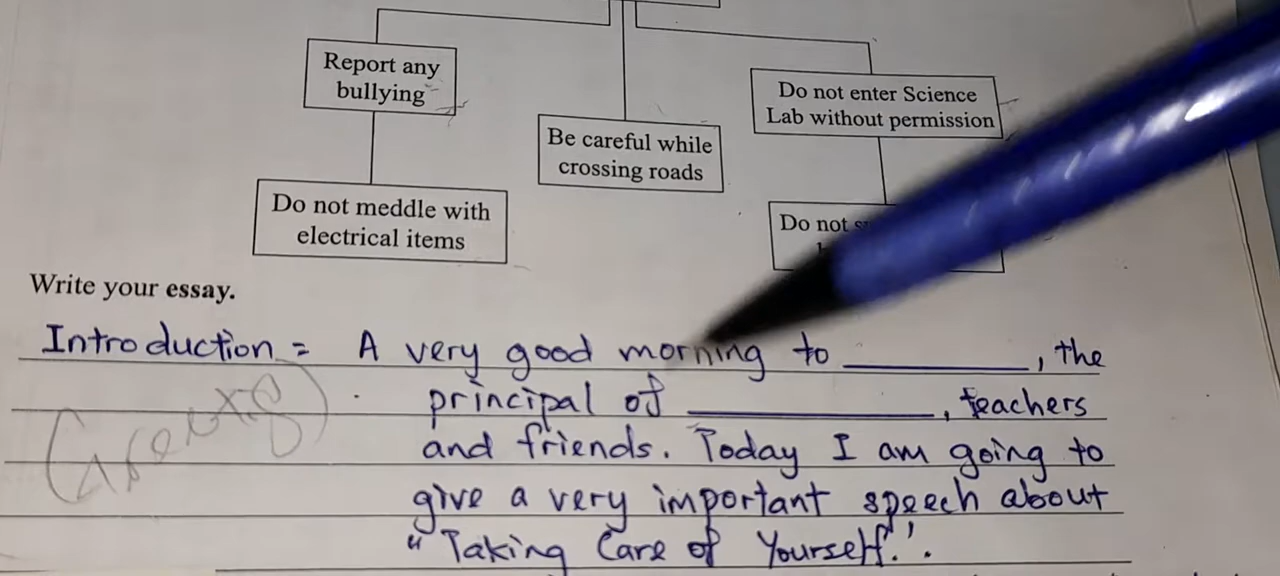 Report any
bullying
Do not enter Science
Lab without permission
Be careful while
crossing roads
Do not meddle with
electrical items
Do not
Write your essay.
Introduction = A very good morning to ________, the
principal of ________, teachers
and friends. Today I am going to
give a very important speech about
"Taking Care of Yourself.'.